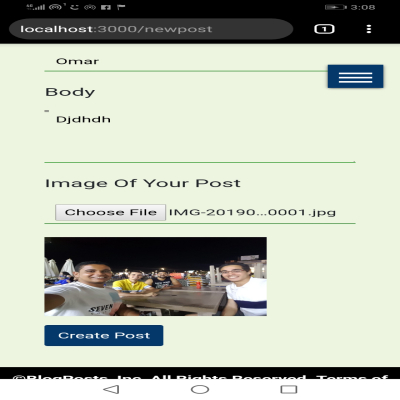 3:08
localhost:3000/newpost
1
Omar
Body
Djdhdh
Image Of Your Post
Choose File IMG-20190...0001.jpg
Create Post
©BlogPosts, Inc. All Rights Reserved. Terms of